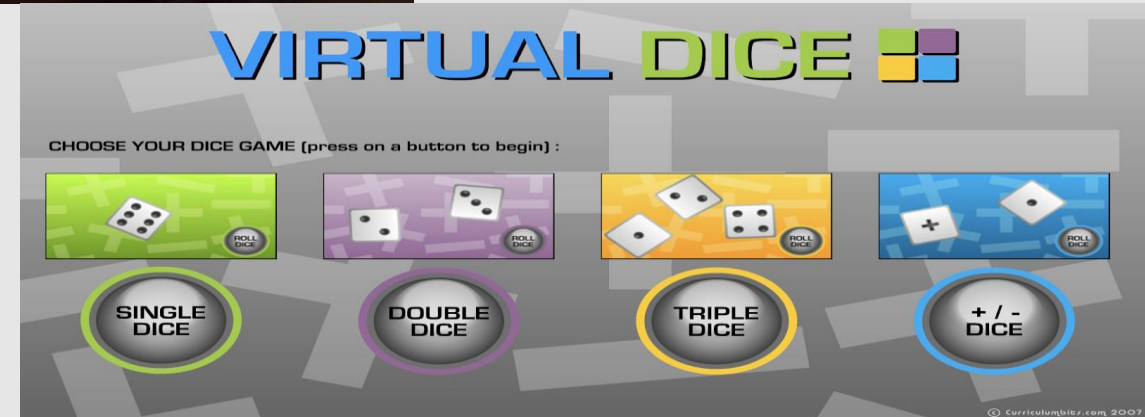 VIRTUAL DICE
CHOOSE YOUR DICE GAME (press on a button to begin) :
ROLL
DICE
ROLL
DICE
ROLL
DICE
ROLL
DICE
SINGLE
DICE
DOUBLE
DICE
TRIPLE
DICE
+ / -
DICE
© Curriculumbits.com 2007